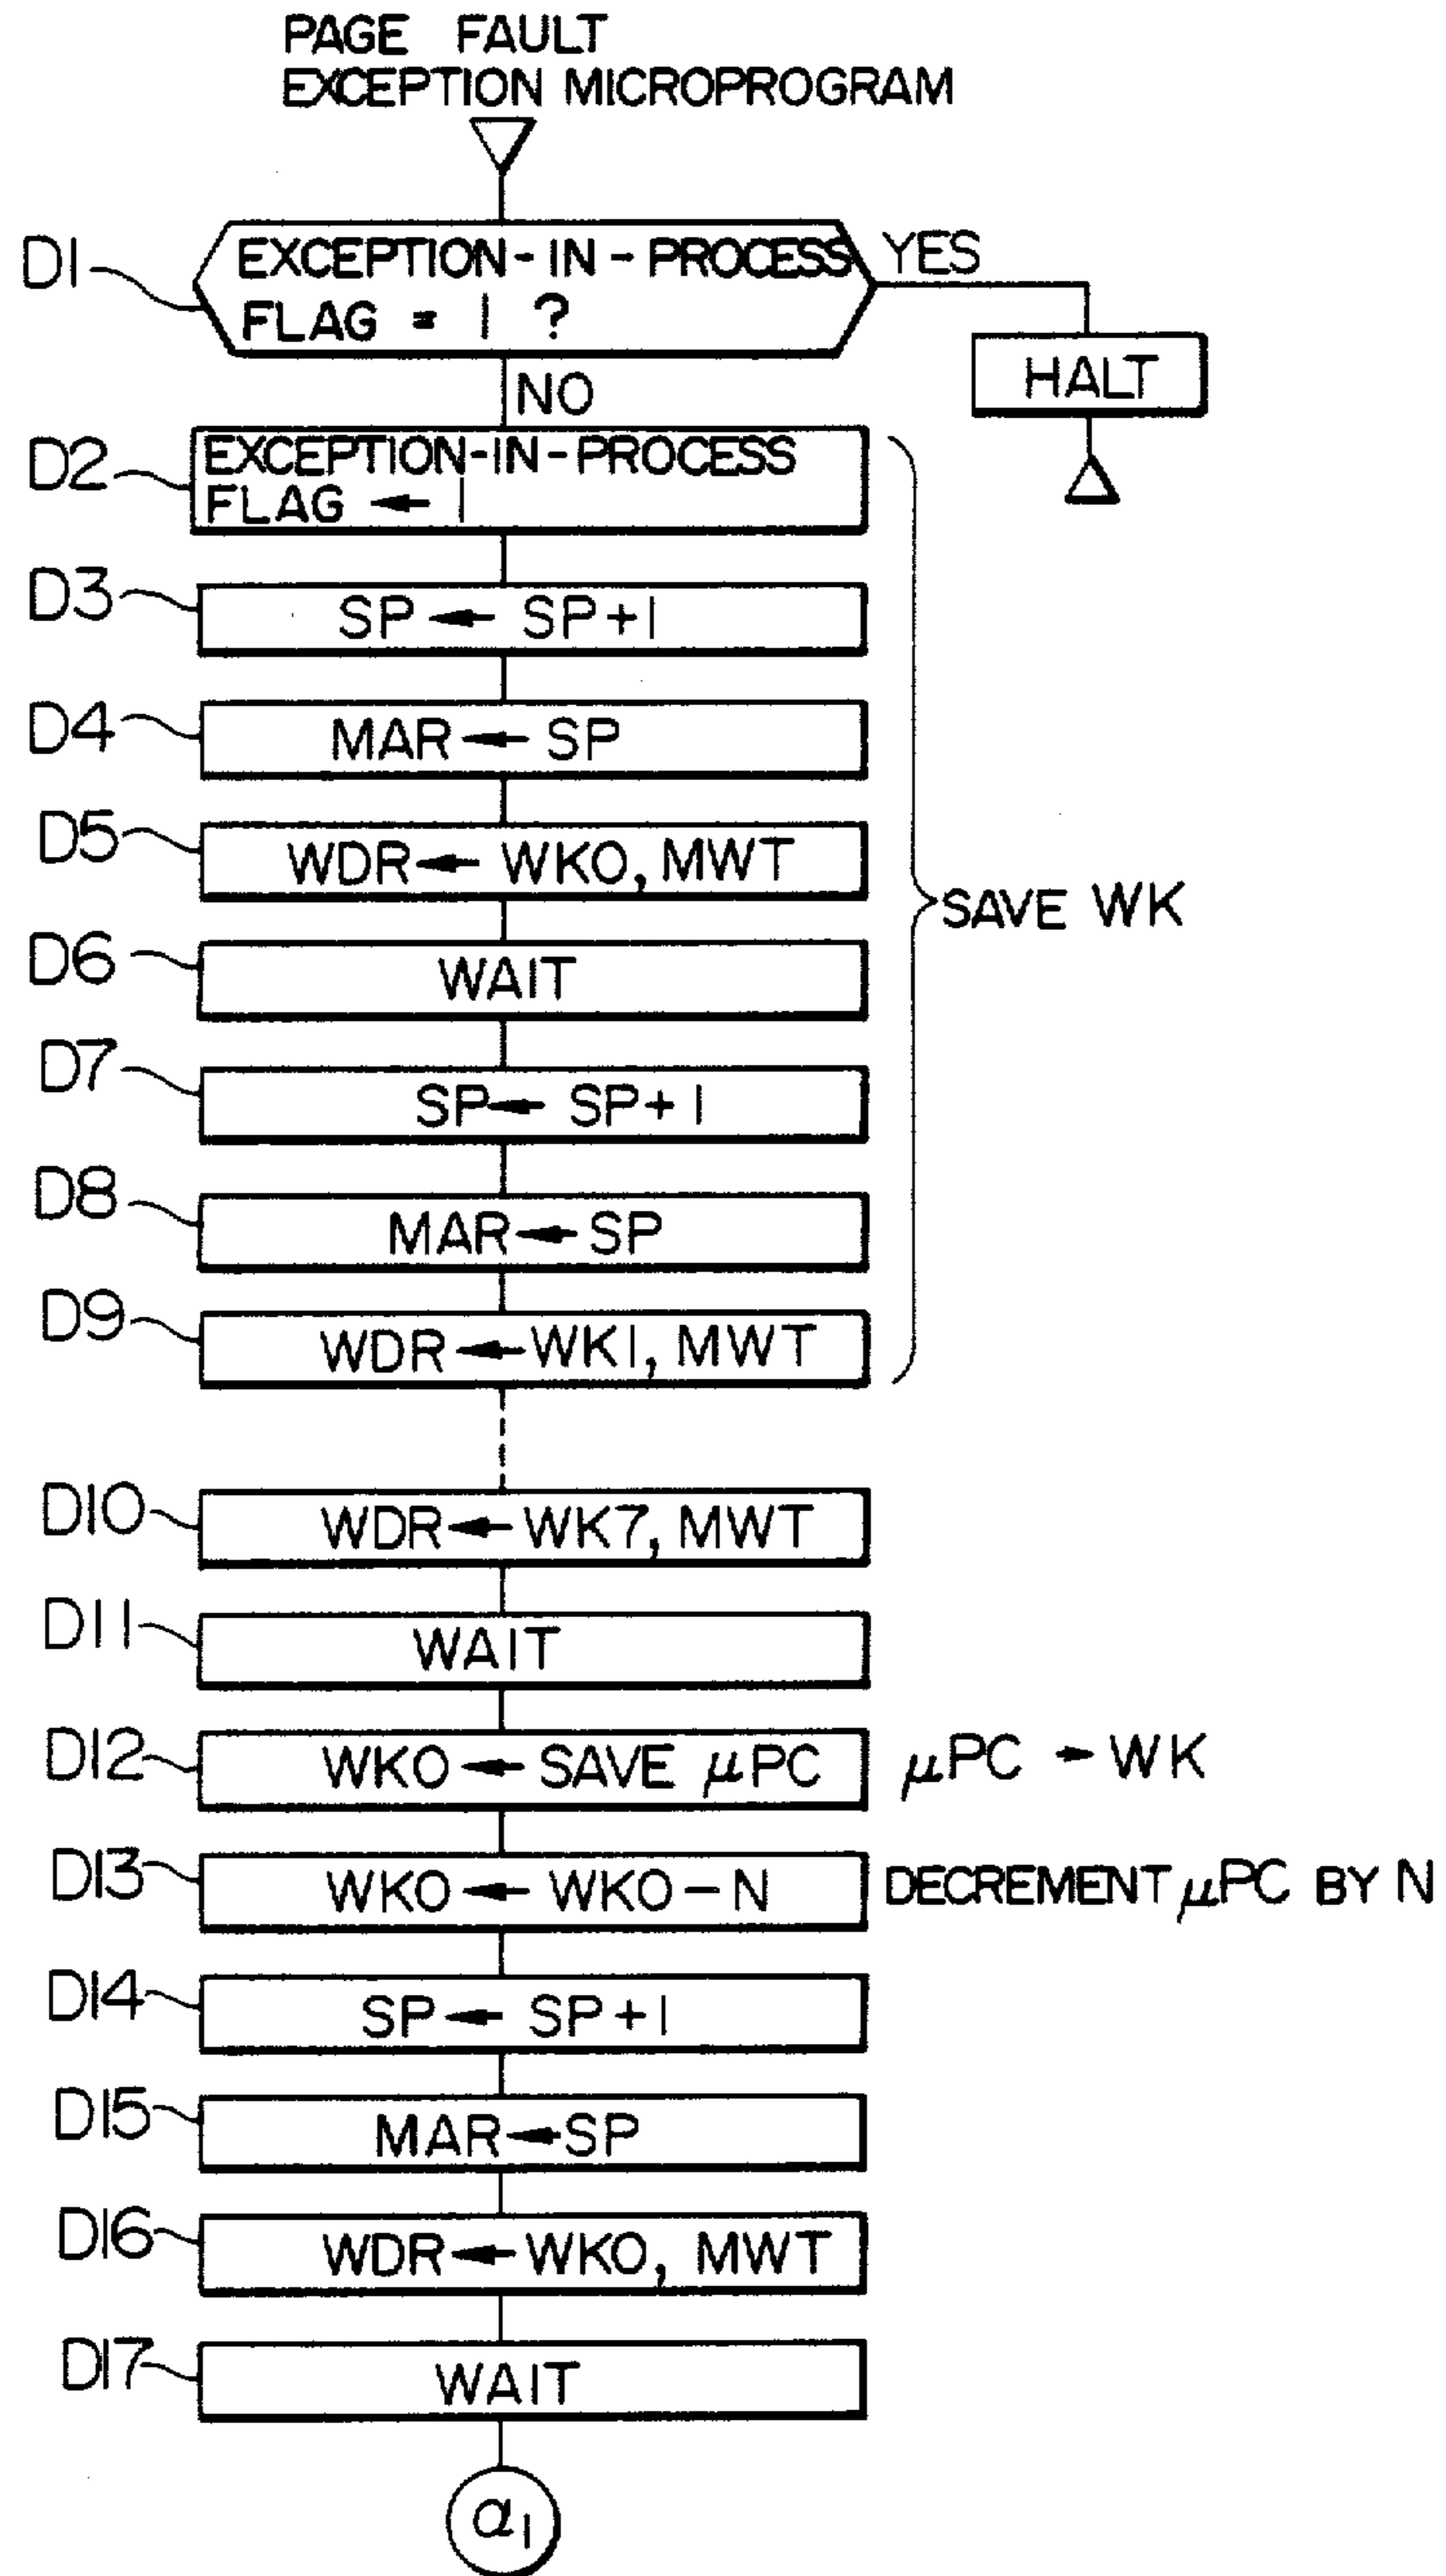 PAGE FAULT
EXCEPTION MICROPROGRAM
D1
EXCEPTION-IN-PROCESS
FLAG = 1 ?
YES
HALT
NO
D2
EXCEPTION-IN-PROCESS
FLAG ← 1
D3
SP ← SP+1
D4
MAR ← SP
D5
WDR ← WK0, MWT
SAVE WK
D6
WAIT
D7
SP ← SP+1
D8
MAR ← SP
D9
WDR ← WK1, MWT
D10
WDR ← WK7, MWT
D11
WAIT
D12
WK0 ← SAVE μPC
μPC → WK
D13
WK0 ← WK0 - N
DECREMENT μPC BY N
D14
SP ← SP+1
D15
MAR ← SP
D16
WDR ← WK0, MWT
D17
WAIT
α1